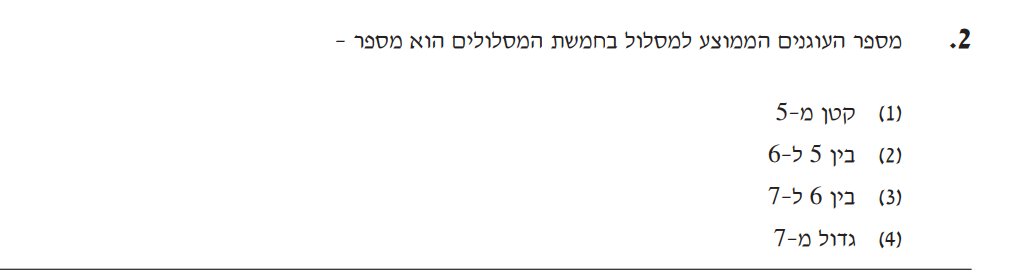 2. מספר העוגנים הממוצע למסלול בחמשת המסלולים הוא מספר -
(1) קטן מ-5
(2) בין 5 ל-6
(3) בין 6 ל-7
(4) גדול מ-7